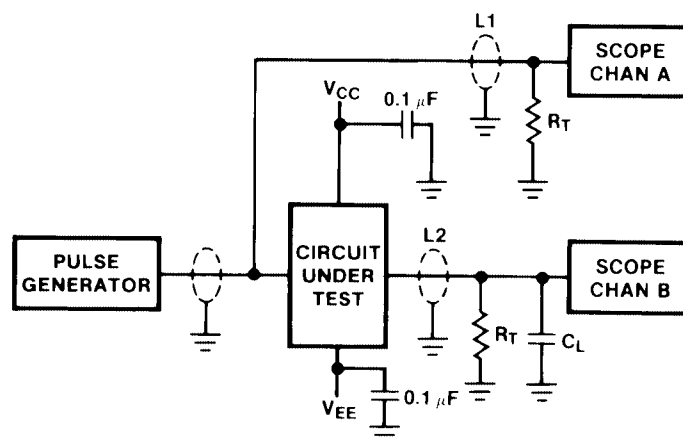 L1
SCOPE
CHAN A
VCC
0.1 μF
RT
PULSE
GENERATOR
CIRCUIT
UNDER
TEST
L2
SCOPE
CHAN B
RT
CL
VEE
0.1 μF